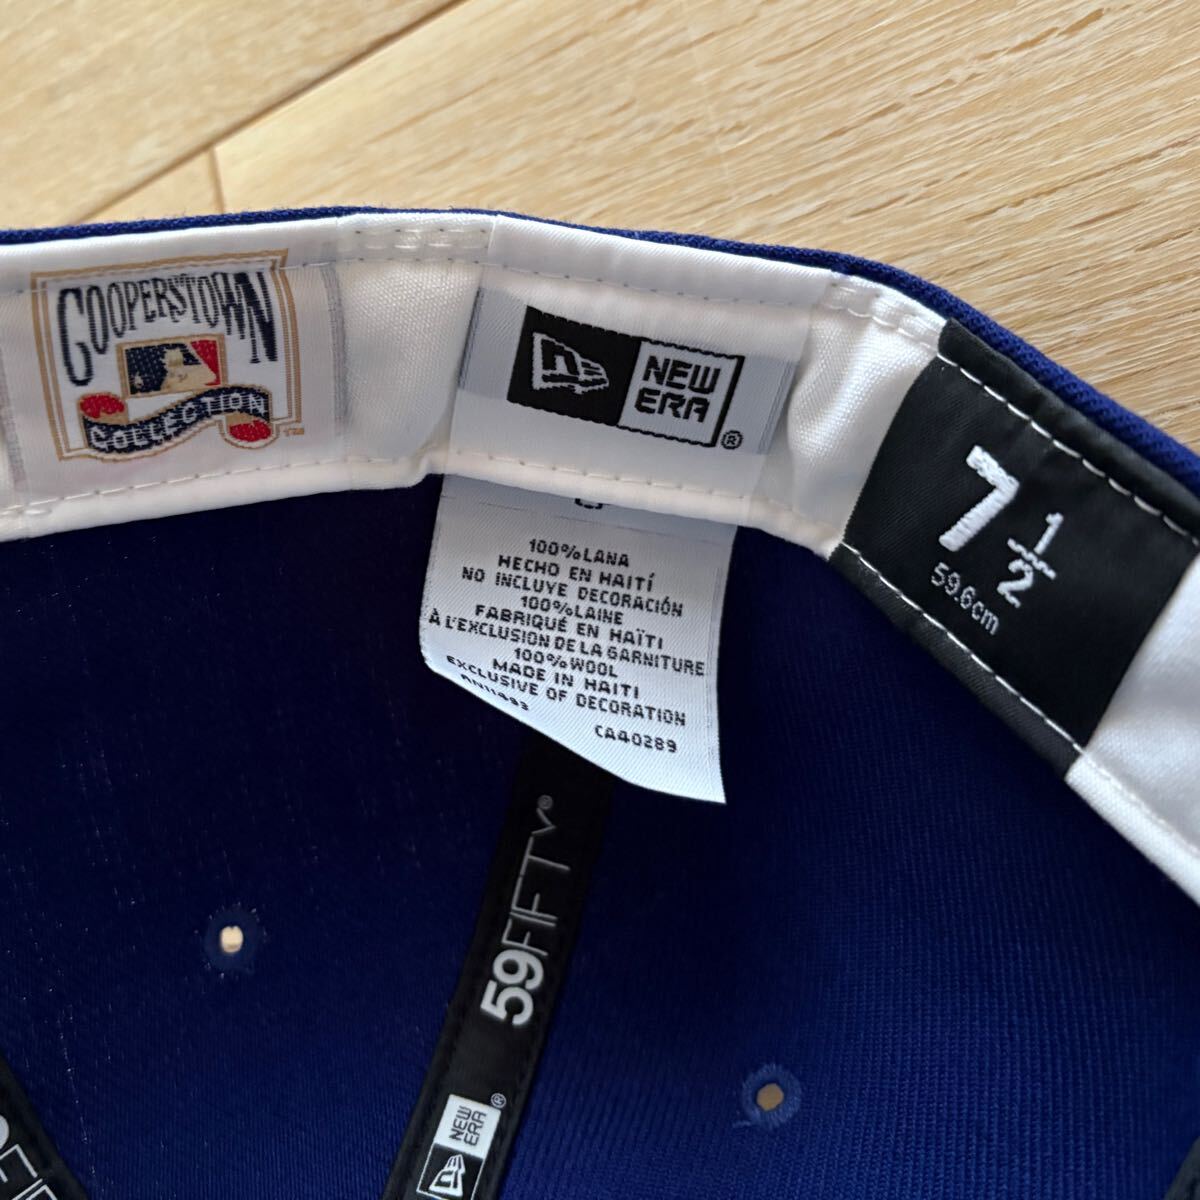 COOPERSTOWN
COLLECTION
™
NEW
ERA
®
7 1/2
59.6cm
100%LANA
HECHO EN HAITÍ
NO INCLUYE DECORACIÓN
100%LAINE
FABRIQUÉ EN HAÏTI
À L'EXCLUSION DE LA GARNITURE
100%WOOL
MADE IN HAITI
EXCLUSIVE OF DECORATION
CA40289
59FIFTY®
NEW
ERA
®